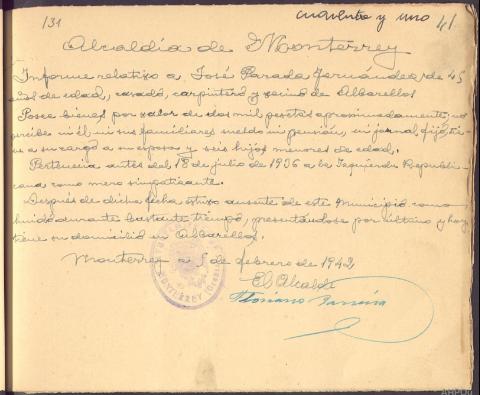 131
cuarenta y uno 41
Alcaldía de Monterrey
Informe relativo a, José Parada Fernández de 45
años de edad, casado, carpintero y vecino de Albarellos
Posee bienes por valor de dos mil pesetas aproximadamente, no
percibe ni él ni sus familiares sueldo ni pensión, ni jornal fijo, tie-
ne a su cargo a su esposa y seis hijos menores de edad.
Pertenecia antes del 18 de julio de 1936 a la Izquierda Republi-
cana como mero simpatizante.
Después de dicha fecha estuvo ausente de este Municipio como
huido durante bastante tiempo, presentandose por último y hoy
tiene su domicilio en Albarellos.
Monterrey a 5 de febrero de 1942
El Alcalde
Floriano
MONTERREY